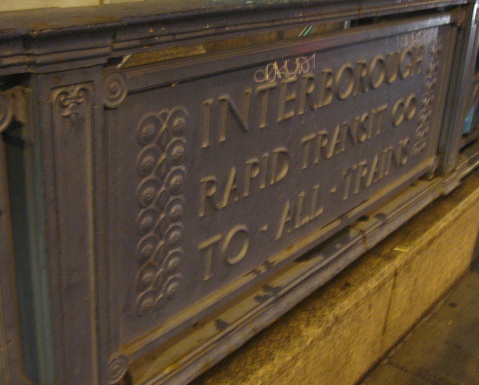 INTERBOROUGH
RAPID TRANSIT CO.
TO · ALL · TRAINS